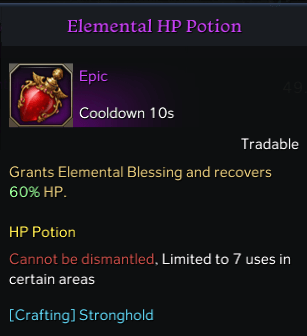 Elemental HP Potion
Epic
Cooldown 10s
Tradable
Grants Elemental Blessing and recovers
60% HP.
HP Potion
Cannot be dismantled, Limited to 7 uses in
certain areas
[Crafting] Stronghold